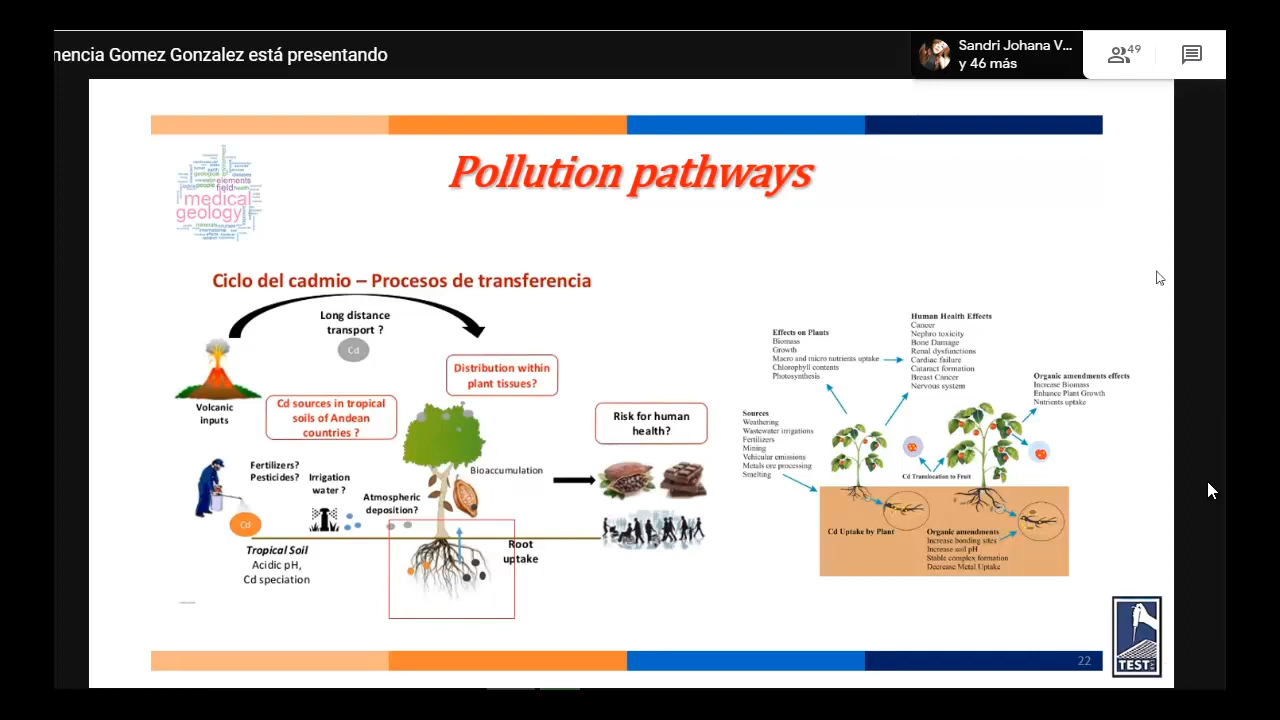 nencia Gomez Gonzalez está presentando
Sandri Johana V...
y 46 más
49
Pollution pathways
elements
field
health
people
medical
geology
Ciclo del cadmio – Procesos de transferencia
Long distance
transport ?
Cd
Volcanic
inputs
Cd sources in tropical
soils of Andean
countries ?
Distribution within
plant tissues?
Risk for human
health?
Fertilizers?
Pesticides?
Irrigation
water ?
Atmospheric
deposition?
Bioaccumulation
Cd
Tropical Soil
Acidic pH,
Cd speciation
Root
uptake
Effects on Plants
Biomass
Growth
Macro and micro nutrients uptake
Chlorophyll contents
Photosynthesis
Human Health Effects
Cancer
Nephro toxicity
Bone Damage
Renal dysfunctions
Cardiac failure
Cataract formation
Breast Cancer
Nervous system
Organic amendments effects
Increase Biomass
Enhance Plant Growth
Nutrients uptake
Sources
Weathering
Wastewater irrigations
Fertilizers
Mining
Vehicular emissions
Metals ore processing
Smelting
Cd Translocation to Fruit
Cd Uptake by Plant
Organic amendments
Increase bonding sites
Increase soil pH
Stable complex formation
Decrease Metal Uptake
22
TEST